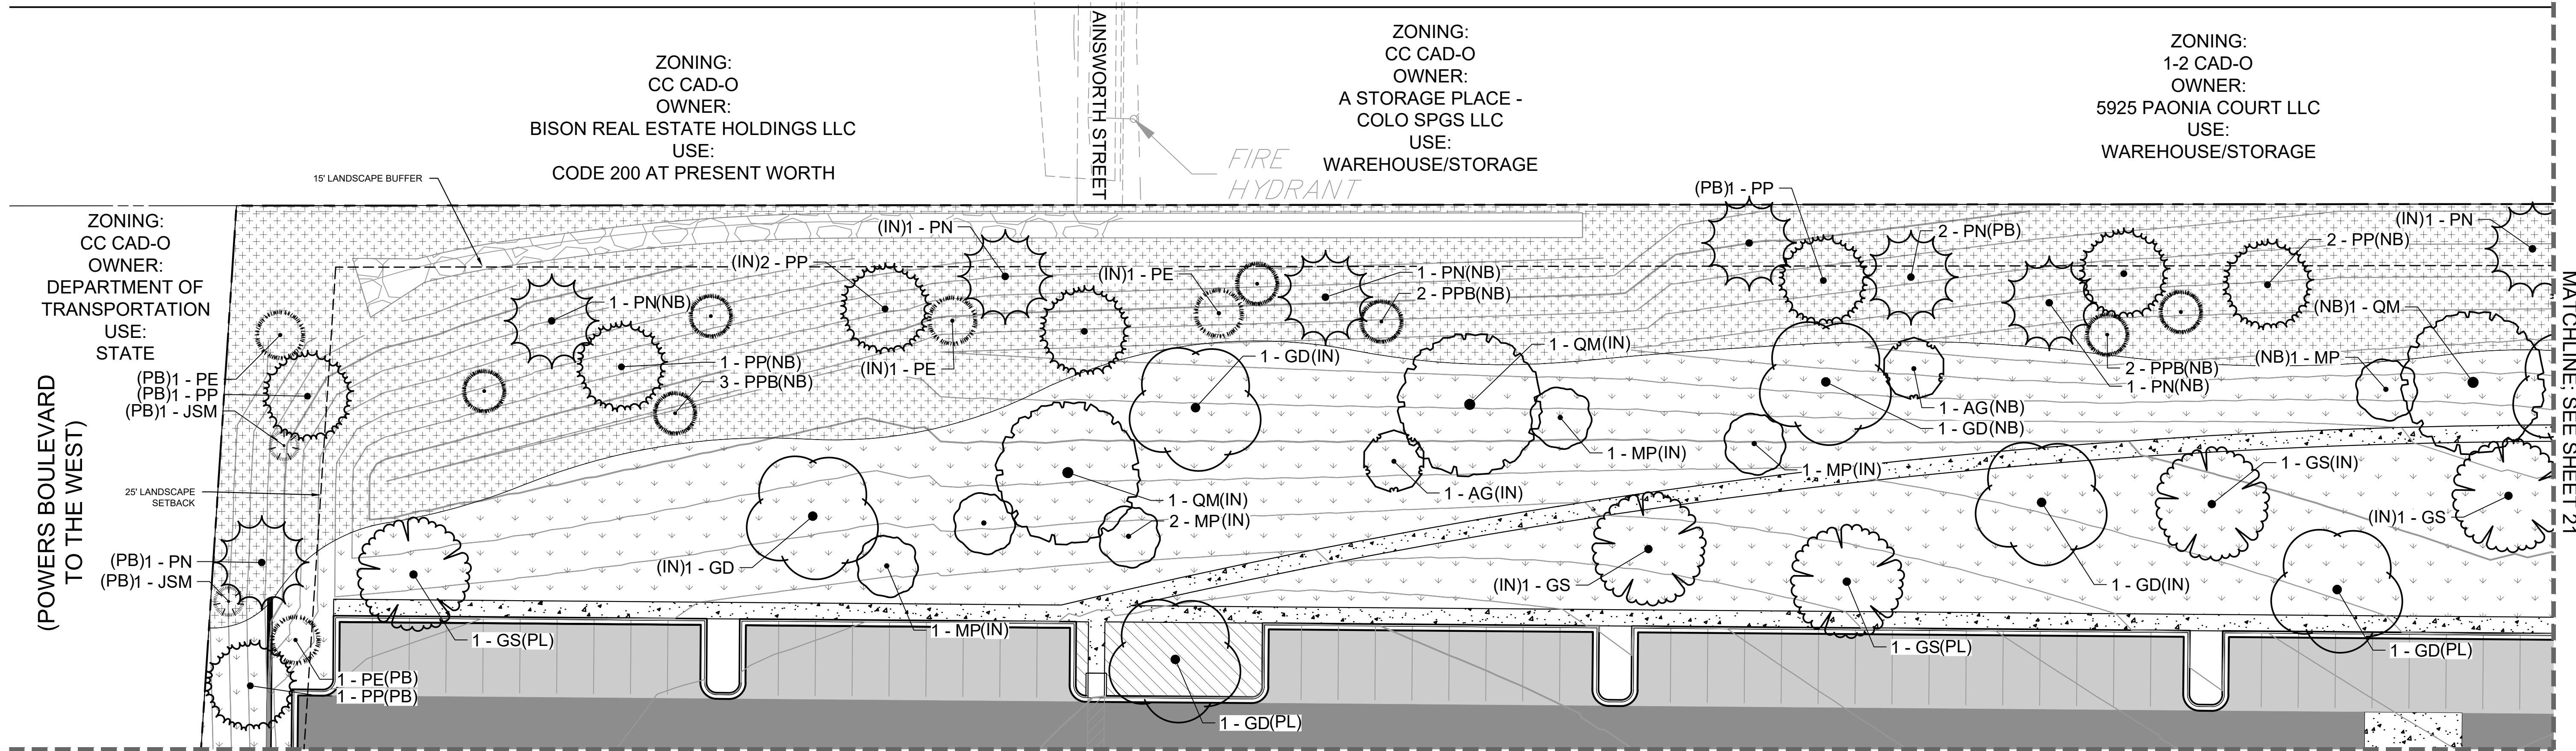 ZONING:
CC CAD-O
OWNER:
BISON REAL ESTATE HOLDINGS LLC
USE:
CODE 200 AT PRESENT WORTH
AINSWORTH STREET
FIRE
HYDRANT
ZONING:
CC CAD-O
OWNER:
A STORAGE PLACE -
COLO SPGS LLC
USE:
WAREHOUSE/STORAGE
ZONING:
1-2 CAD-O
OWNER:
5925 PAONIA COURT LLC
USE:
WAREHOUSE/STORAGE
15' LANDSCAPE BUFFER
ZONING:
CC CAD-O
OWNER:
DEPARTMENT OF
TRANSPORTATION
USE:
STATE
(POWERS BOULEVARD
TO THE WEST)
(PB)1 - PE
(PB)1 - PP
(PB)1 - JSM
25' LANDSCAPE
SETBACK
(PB)1 - PN
(PB)1 - JSM
1 - PE(PB)
1 - PP(PB)
1 - PN(NB)
1 - PP(NB)
3 - PPB(NB)
(IN)2 - PP
(IN)1 - PN
(IN)1 - PE
(IN)1 - PE
1 - PN(NB)
2 - PPB(NB)
1 - GD(IN)
1 - QM(IN)
1 - MP(IN)
1 - AG(IN)
1 - QM(IN)
2 - MP(IN)
(IN)1 - GD
1 - MP(IN)
1 - GS(PL)
1 - GD(PL)
(PB)1 - PP
2 - PN(PB)
1 - AG(NB)
1 - GD(NB)
1 - MP(IN)
(IN)1 - GS
1 - GS(PL)
1 - GD(IN)
1 - GS(IN)
1 - GD(PL)
(IN)1 - GS
2 - PP(NB)
(IN)1 - PN
(NB)1 - QM
(NB)1 - MP
2 - PPB(NB)
1 - PN(NB)
MATCHLINE: SEE SHEET 21